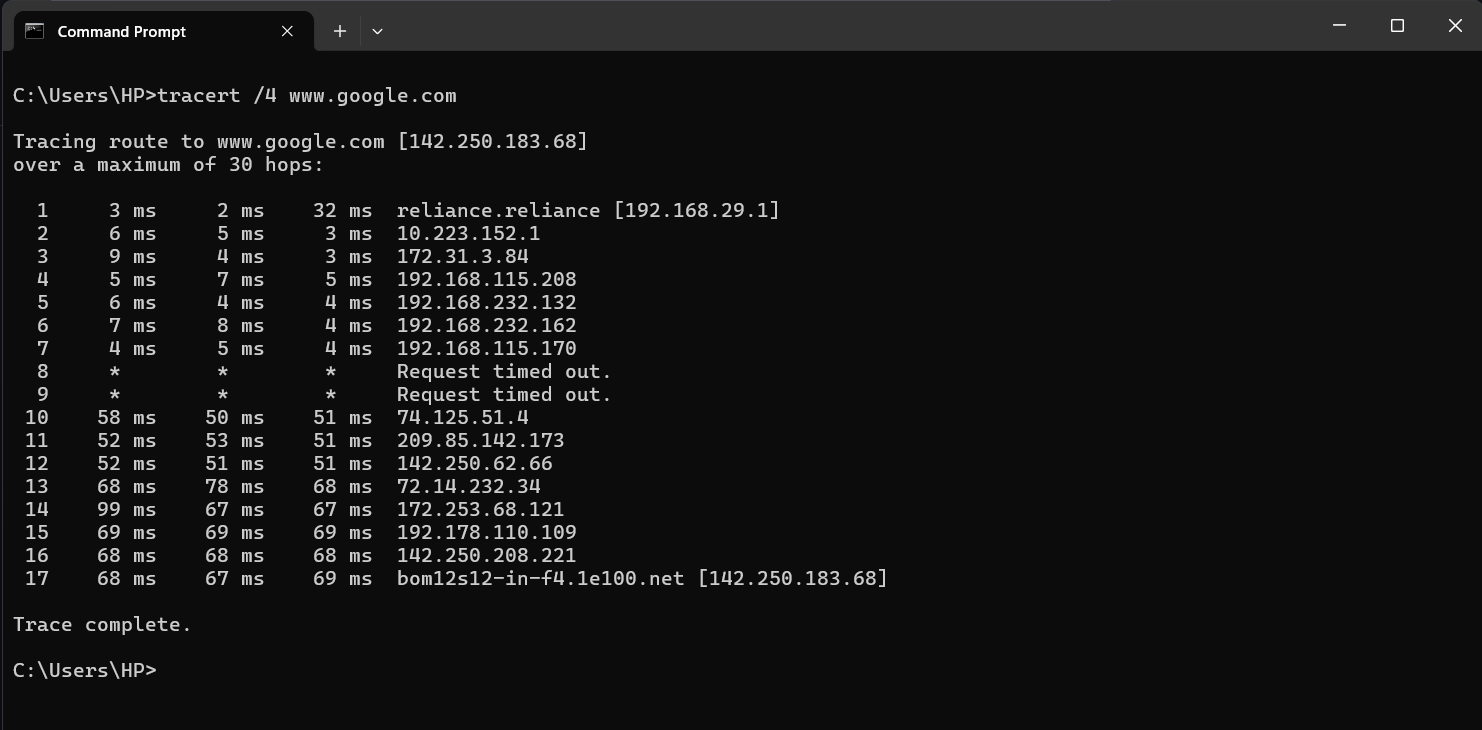 Command Prompt
C:\Users\HP>tracert /4 www.google.com
Tracing route to www.google.com [142.250.183.68]
over a maximum of 30 hops:
1 3 ms 2 ms 32 ms reliance.reliance [192.168.29.1]
2 6 ms 5 ms 3 ms 10.223.152.1
3 9 ms 4 ms 3 ms 172.31.3.84
4 5 ms 7 ms 5 ms 192.168.115.208
5 6 ms 4 ms 4 ms 192.168.232.132
6 7 ms 8 ms 4 ms 192.168.232.162
7 4 ms 5 ms 4 ms 192.168.115.170
8 * * * Request timed out.
9 * * * Request timed out.
10 58 ms 50 ms 51 ms 74.125.51.4
11 52 ms 53 ms 51 ms 209.85.142.173
12 52 ms 51 ms 51 ms 142.250.62.66
13 68 ms 78 ms 68 ms 72.14.232.34
14 99 ms 67 ms 67 ms 172.253.68.121
15 69 ms 69 ms 69 ms 192.178.110.109
16 68 ms 68 ms 68 ms 142.250.208.221
17 68 ms 67 ms 69 ms bom12s12-in-f4.1e100.net [142.250.183.68]
Trace complete.
C:\Users\HP>